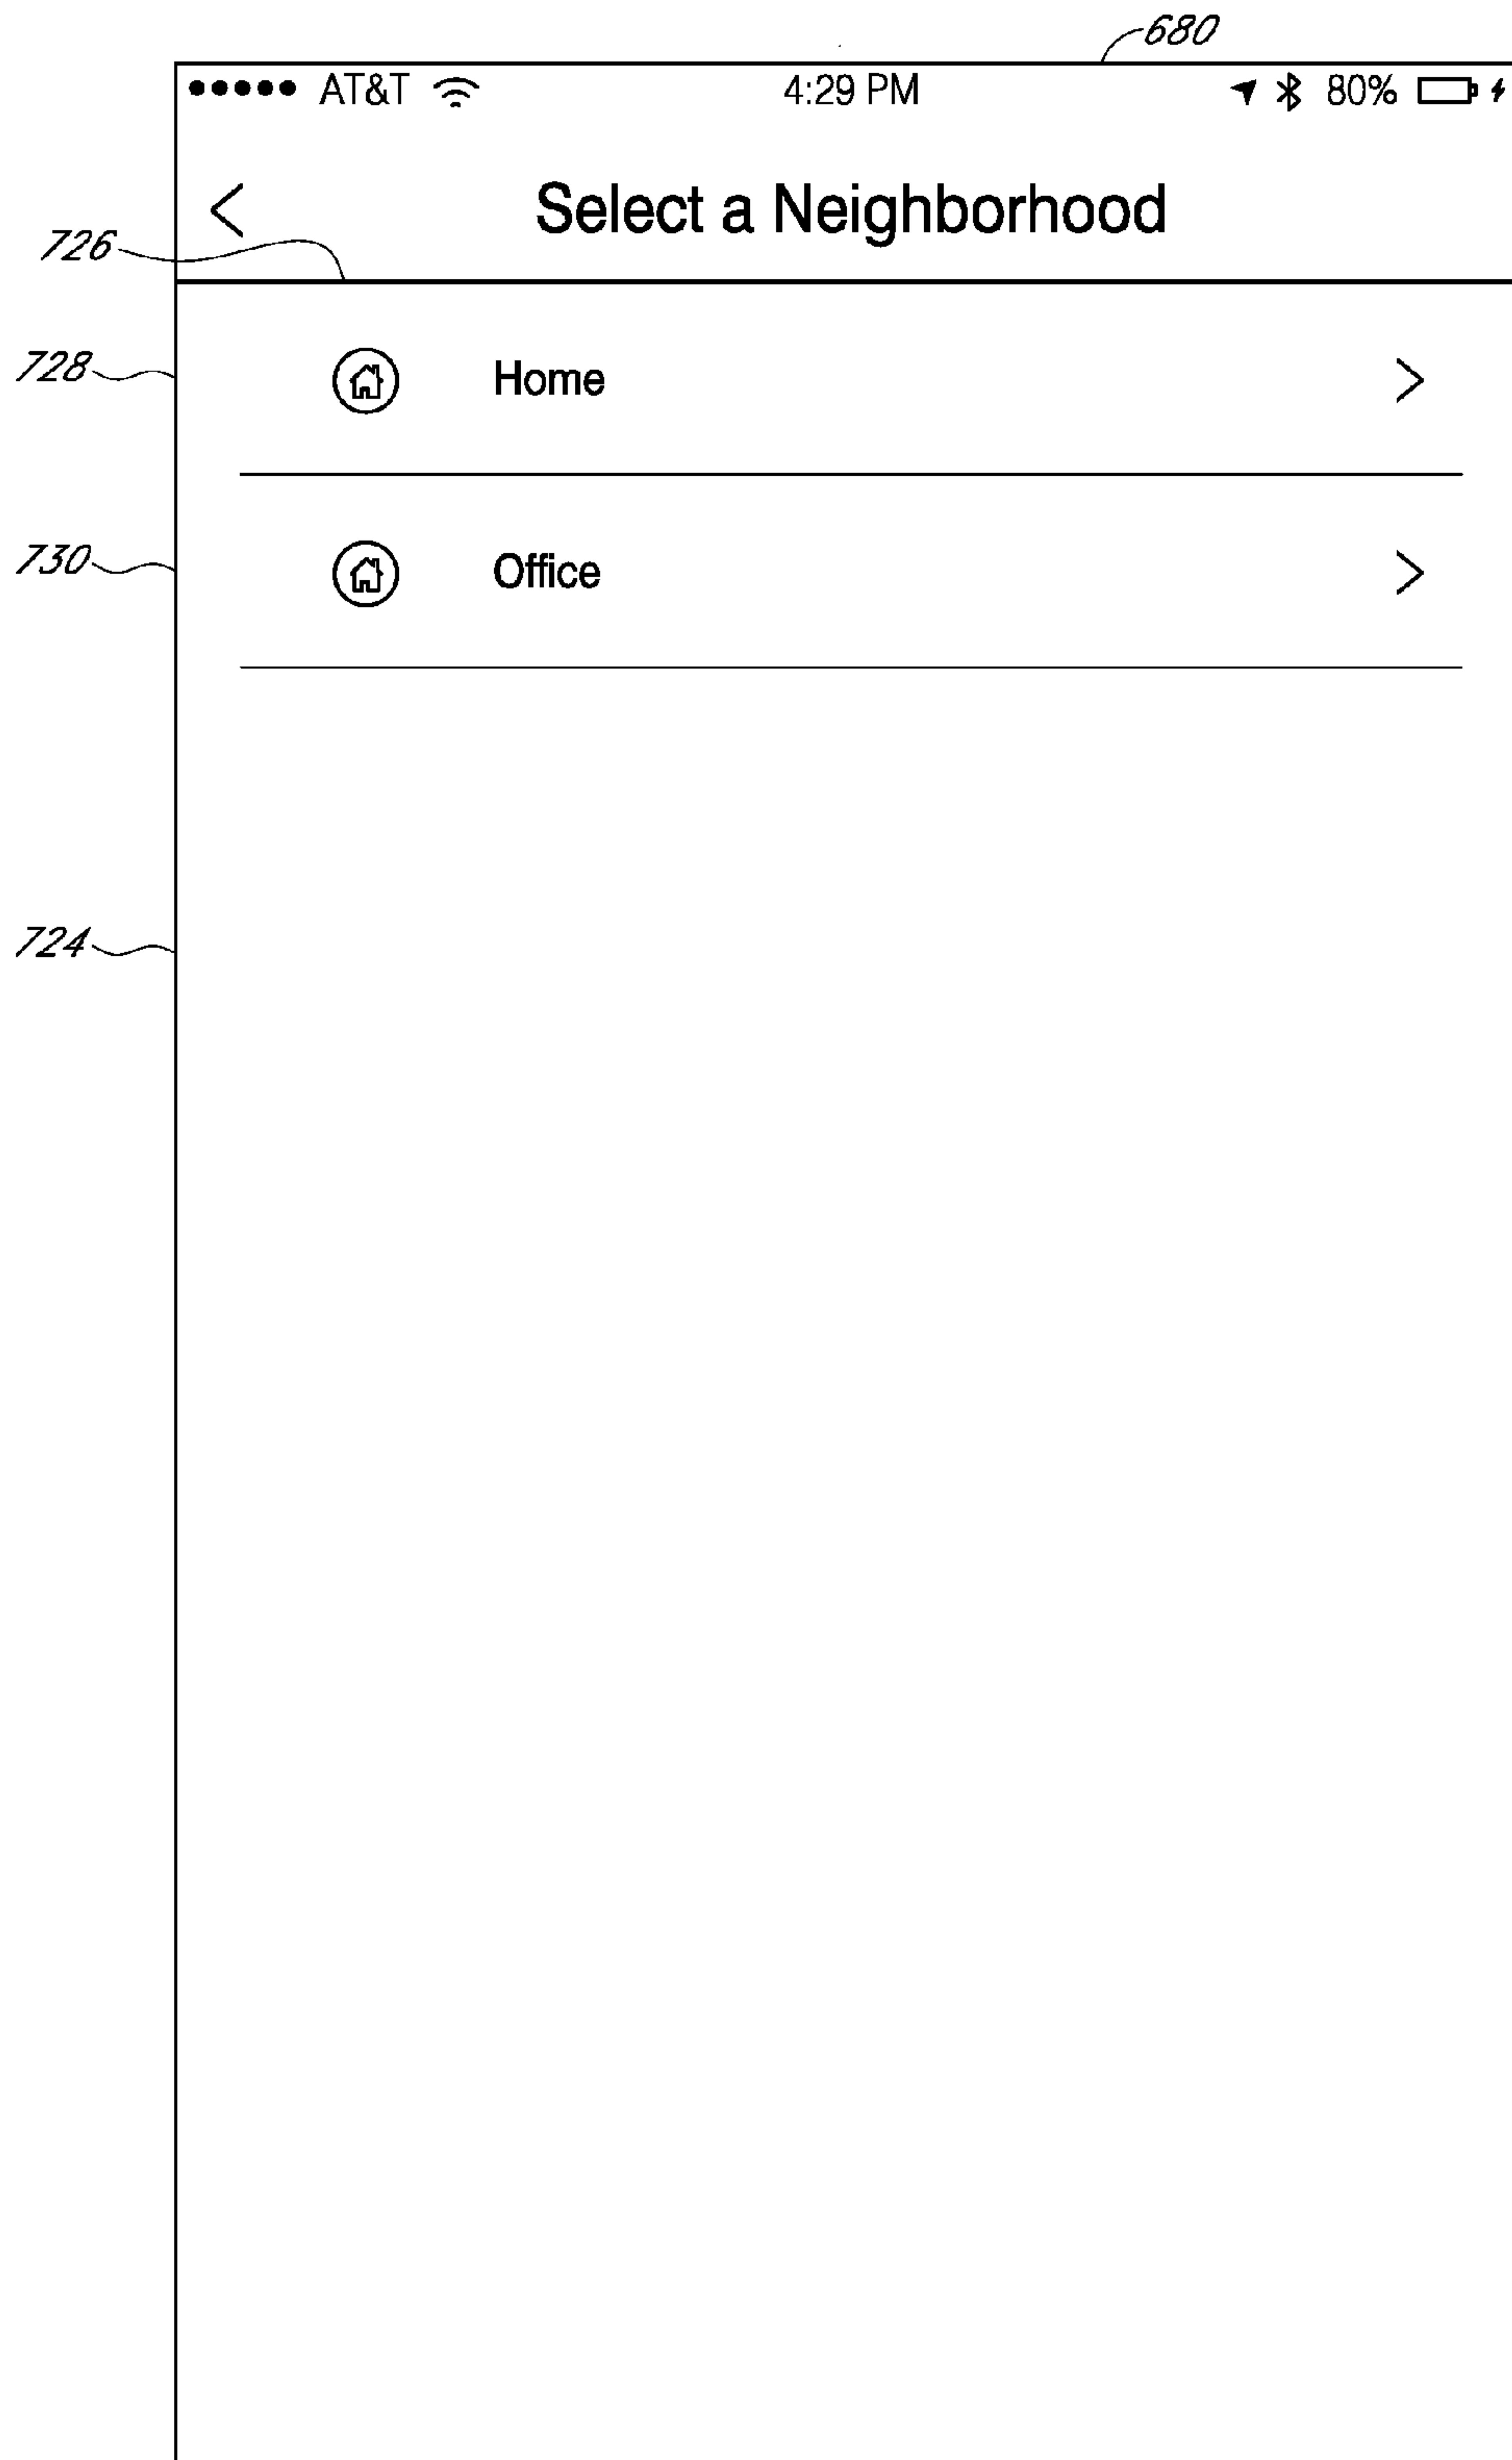 680
AT&T 4:29 PM 80%
Select a Neighborhood
726
728 Home
730 Office
724